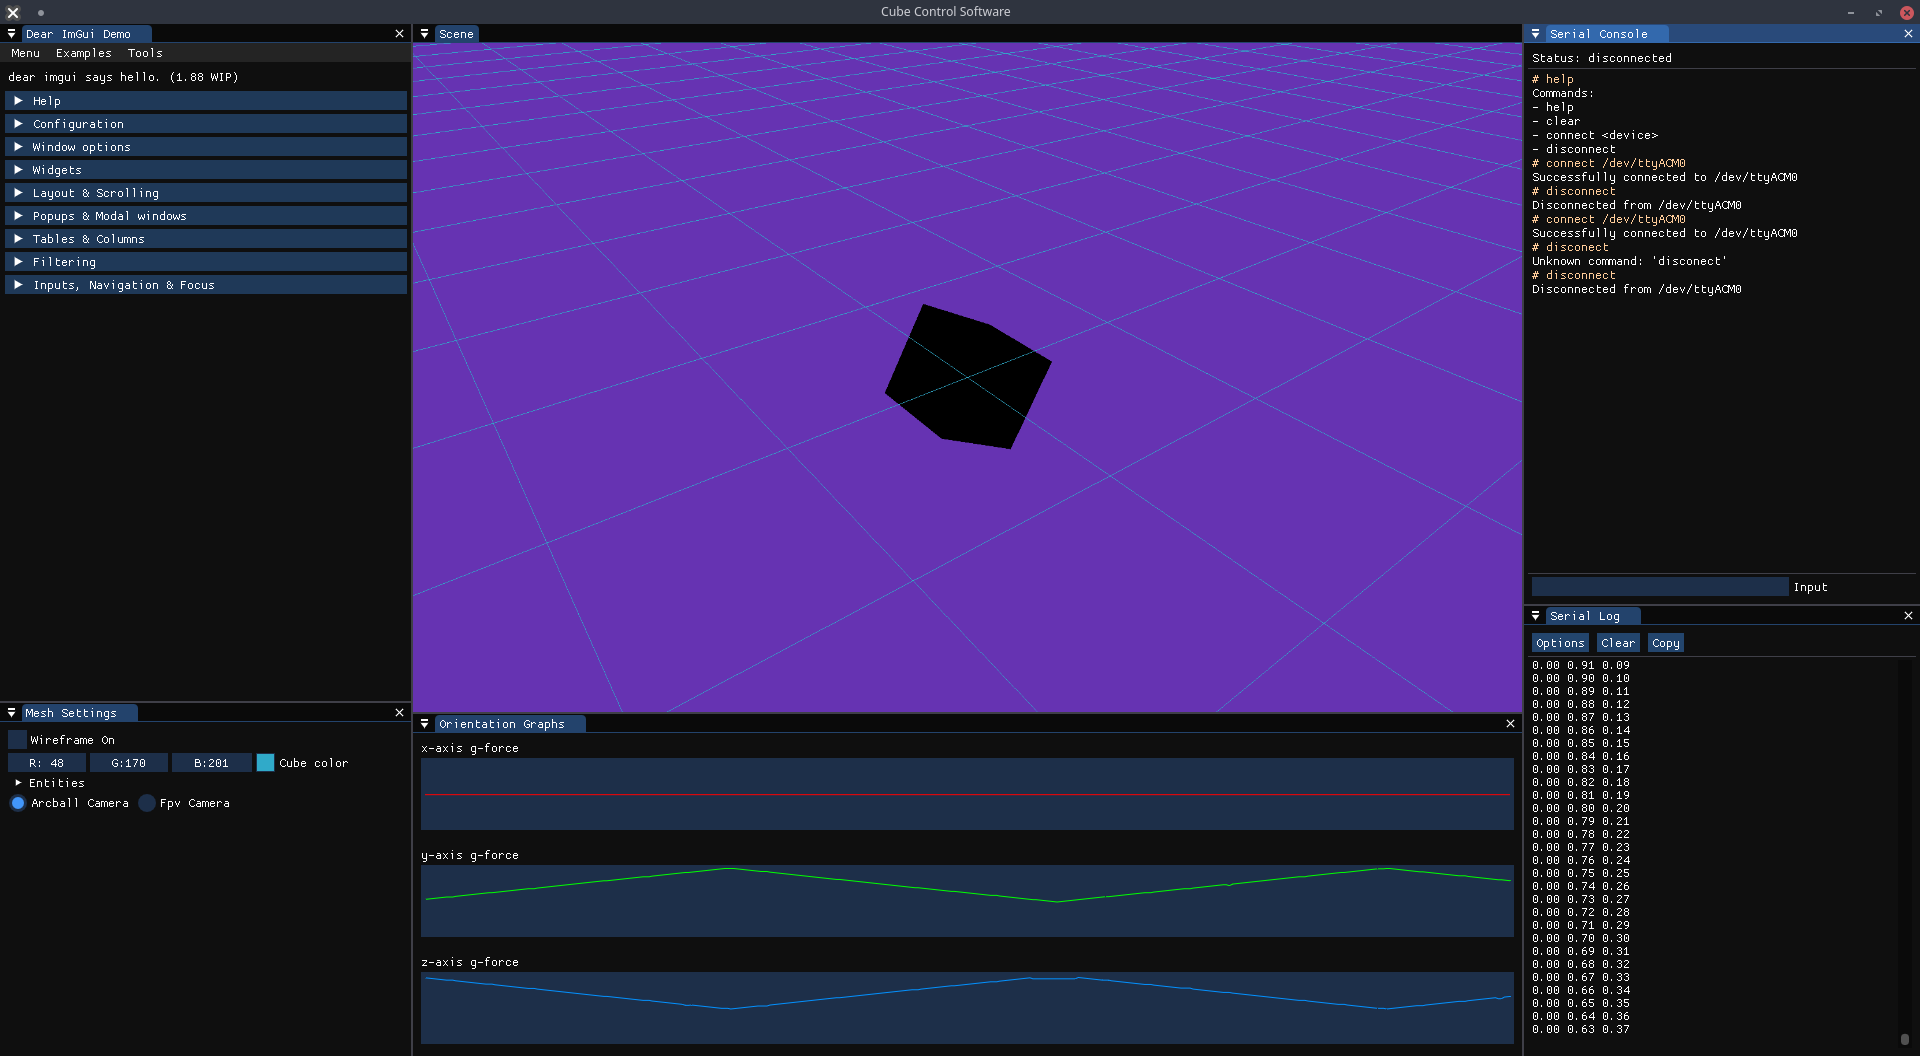 Cube Control Software
Dear ImGui Demo
Menu Examples Tools
dear imgui says hello. (1.88 WIP)
Help
Configuration
Window options
Widgets
Layout & Scrolling
Popups & Modal windows
Tables & Columns
Filtering
Inputs, Navigation & Focus
Mesh Settings
Wireframe On
R: 48 G:170 B:201 Cube color
Entities
Arcball Camera Fpv Camera
Scene
Orientation Graphs
x-axis g-force
y-axis g-force
z-axis g-force
Serial Console
Status: disconnected
# help
Commands:
- help
- clear
- connect <device>
- disconnect
# connect /dev/ttyACM0
Successfully connected to /dev/ttyACM0
# disconnect
Disconnected from /dev/ttyACM0
# connect /dev/ttyACM0
Successfully connected to /dev/ttyACM0
# disconect
Unknown command: 'disconect'
# disconnect
Disconnected from /dev/ttyACM0
Input
Serial Log
Options Clear Copy
0.00 0.91 0.09
0.00 0.90 0.10
0.00 0.89 0.11
0.00 0.88 0.12
0.00 0.87 0.13
0.00 0.86 0.14
0.00 0.85 0.15
0.00 0.84 0.16
0.00 0.83 0.17
0.00 0.82 0.18
0.00 0.81 0.19
0.00 0.80 0.20
0.00 0.79 0.21
0.00 0.78 0.22
0.00 0.77 0.23
0.00 0.76 0.24
0.00 0.75 0.25
0.00 0.74 0.26
0.00 0.73 0.27
0.00 0.72 0.28
0.00 0.71 0.29
0.00 0.70 0.30
0.00 0.69 0.31
0.00 0.68 0.32
0.00 0.67 0.33
0.00 0.66 0.34
0.00 0.65 0.35
0.00 0.64 0.36
0.00 0.63 0.37